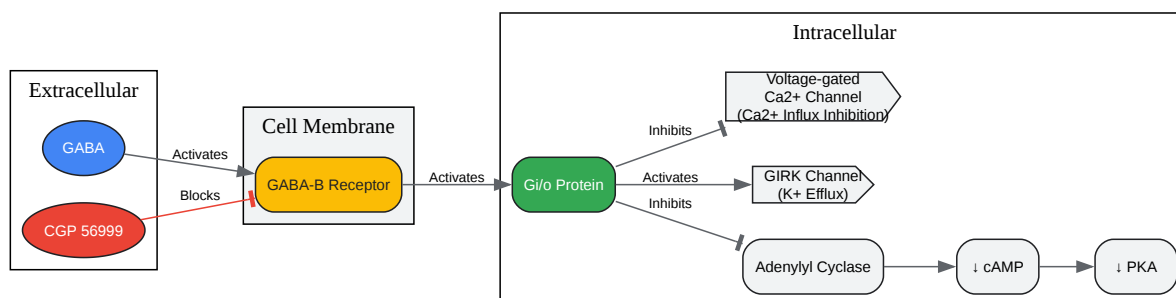 Extracellular
GABA
CGP 56999
Activates
Blocks
Cell Membrane
GABA-B Receptor
Activates
Intracellular
Gi/o Protein
Inhibits
Activates
Inhibits
Voltage-gated
Ca2+ Channel
(Ca2+ Influx Inhibition)
GIRK Channel
(K+ Efflux)
Adenylyl Cyclase
↓ cAMP
↓ PKA